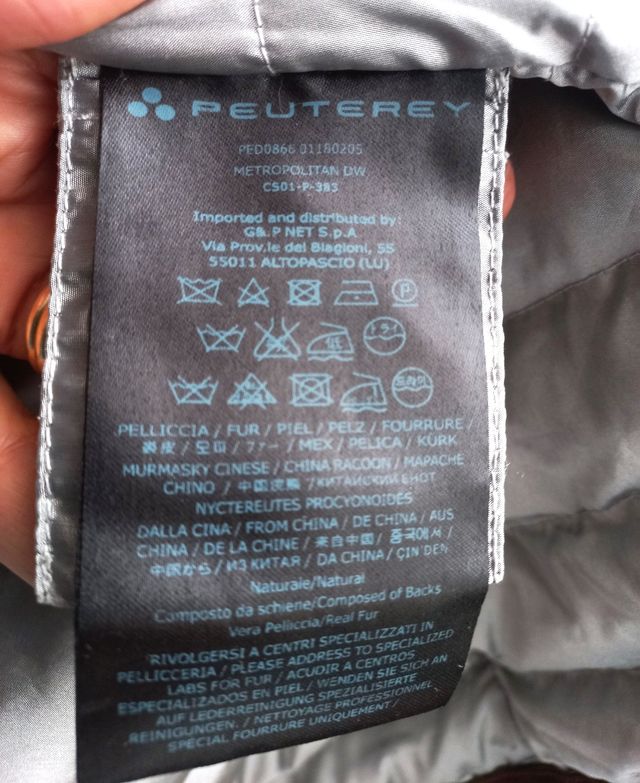 PEUTEREY
PED0866 01180205
METROPOLITAN DW
CS01-P-383
Imported and distributed by:
G&.P NET S.p.A
Via Prov.le dei Biagioni, 55
55011 ALTOPASCIO (LU)
PELLICCIA / FUR / PIEL / PELZ / FOURRURE /
裘皮 / 모피 / ファー / MEX / PELICA / KÜRK
MURMASKY CINESE / CHINA RACOON / MAPACHE
CHINO / 中国狸 / КИТАЙСКИЙ ЕНОТ
NYCTEREUTES PROCYONOIDES
DALLA CINA / FROM CHINA / DE CHINA / AUS
CHINA / DE LA CHINE / 来自中国 / 중국에서 /
中国から / ИЗ КИТАЯ / DA CHINA / ÇIN'DEN
Naturale/Natural
Composto da schiene/Composed of Backs
Vera Pelliccia/Real Fur
RIVOLGERSI A CENTRI SPECIALIZZATI IN
PELLICCERIA / PLEASE ADDRESS TO SPECIALIZED
LABS FOR FUR / ACUDIR A CENTROS
ESPECIALIZADOS EN PIEL / WENDEN SIE SICH AN
AUF LEDERREINIGUNG SPEZIALISIERTE
REINIGUNGEN. / NETTOYAGE PROFESSIONNEL
SPECIAL FOURRURE UNIQUEMENT /